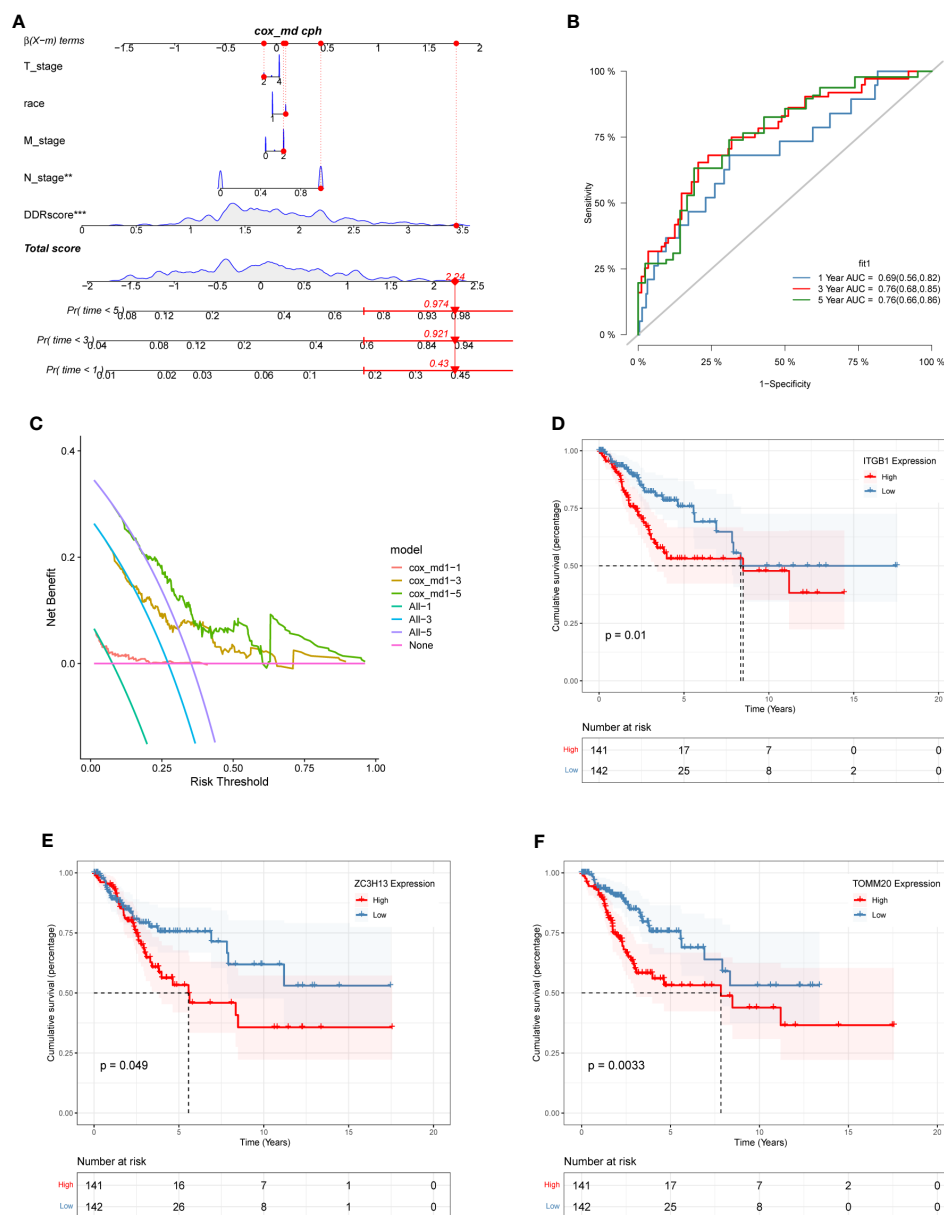 A
cox_md cph
β(X−m) terms
−1.5 −1 −0.5 0 0.5 1 1.5 2
T_stage
2 4
race
1
M_stage
0 2
N_stage**
0 0.4 0.8
DDRscore***
0 0.5 1 1.5 2 2.5 3 3.5
Total score
2.24
−2 −1.5 −1 −0.5 0 0.5 1 1.5 2 2.5
0.974
Pr( time < 5 )
0.08 0.12 0.2 0.4 0.6 0.8 0.93 0.98
0.921
Pr( time < 3 )
0.04 0.08 0.12 0.2 0.4 0.6 0.84 0.94
0.43
Pr( time < 1 )
0.01 0.02 0.03 0.06 0.1 0.2 0.3 0.45
B
100 %
75 %
50 %
25 %
0 %
Sensitivity
fit1
1 Year AUC = 0.69(0.56,0.82)
3 Year AUC = 0.76(0.68,0.85)
5 Year AUC = 0.76(0.66,0.86)
0 % 25 % 50 % 75 % 100 %
1−Specificity
C
0.4
0.2
0.0
Net Benefit
model
cox_md1−1
cox_md1−3
cox_md1−5
All−1
All−3
All−5
None
0.00 0.25 0.50 0.75 1.00
Risk Threshold
D
1.00
0.75
0.50
0.25
0.00
Cumulative survival (percentage)
ITGB1 Expression
High
Low
p = 0.01
0 5 10 15 20
Time (Years)
Number at risk
High 141 17 7 0 0
Low 142 25 8 2 0
E
1.00
0.75
0.50
0.25
0.00
Cumulative survival (percentage)
ZC3H13 Expression
High
Low
p = 0.049
0 5 10 15 20
Time (Years)
Number at risk
High 141 16 7 1 0
Low 142 26 8 1 0
F
1.00
0.75
0.50
0.25
0.00
Cumulative survival (percentage)
TOMM20 Expression
High
Low
p = 0.0033
0 5 10 15 20
Time (Years)
Number at risk
High 141 17 7 2 0
Low 142 25 8 0 0